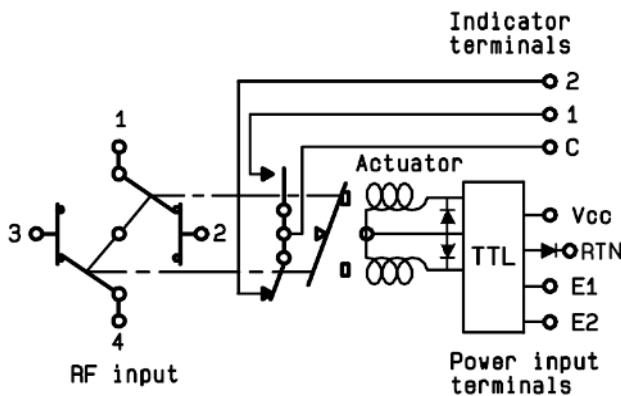 Indicator
terminals
2
1
C
1
Actuator
3
2
TTL
Vcc
RTN
E1
E2
4
RF input
Power input
terminals